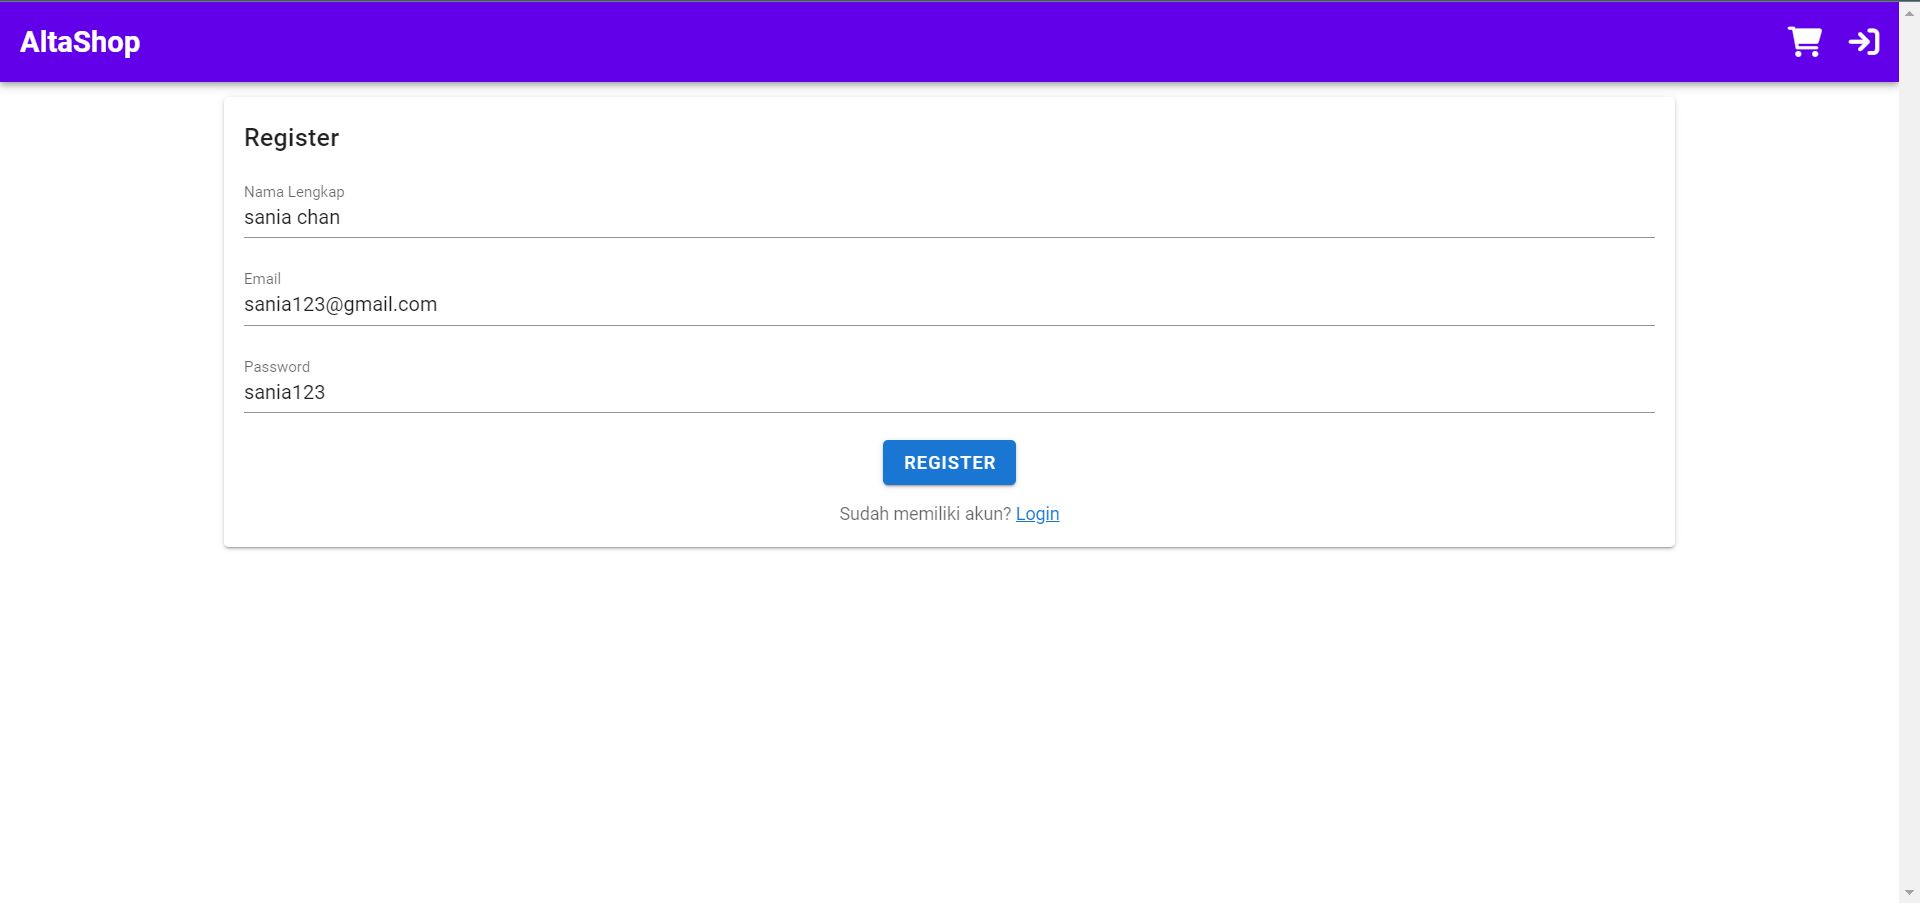 AltaShop
Register
Nama Lengkap
sania chan
Email
sania123@gmail.com
Password
sania123
REGISTER
Sudah memiliki akun? Login